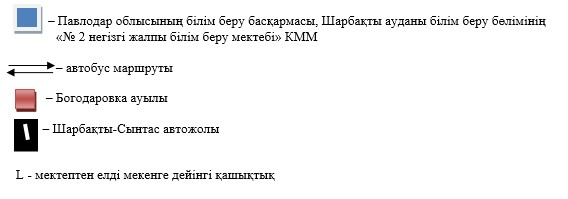 – Павлодар облысының білім беру басқармасы, Шарбақты ауданы білім беру бөлімінің
«№ 2 негізгі жалпы білім беру мектебі» КММ
– автобус маршруты
– Богодаровка ауылы
– Шарбақты-Сынтас автожолы
L - мектептен елді мекенге дейінгі қашықтық